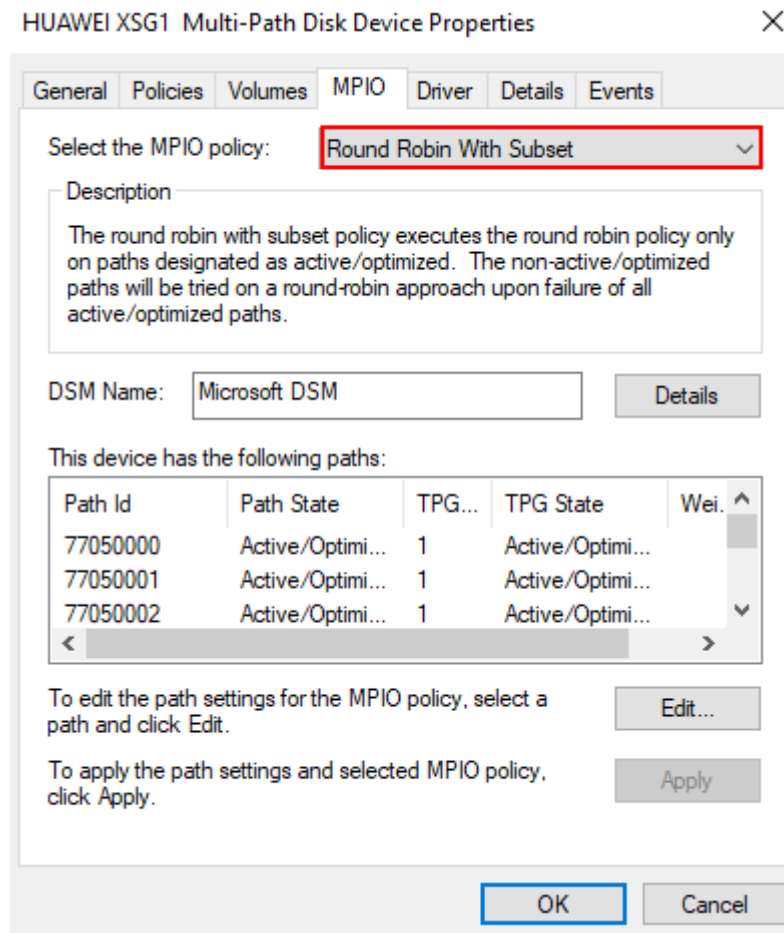 HUAWEI XSG1  Multi-Path Disk Device Properties
General Policies Volumes MPIO Driver Details Events
Select the MPIO policy: Round Robin With Subset
Description
The round robin with subset policy executes the round robin policy only
on paths designated as active/optimized.  The non-active/optimized
paths will be tried on a round-robin approach upon failure of all
active/optimized paths.
DSM Name: Microsoft DSM Details
This device has the following paths:
Path Id Path State TPG... TPG State Wei.
77050000 Active/Optimi... 1 Active/Optimi...
77050001 Active/Optimi... 1 Active/Optimi...
77050002 Active/Optimi... 1 Active/Optimi...
To edit the path settings for the MPIO policy, select a
path and click Edit.
Edit...
To apply the path settings and selected MPIO policy,
click Apply.
Apply
OK Cancel